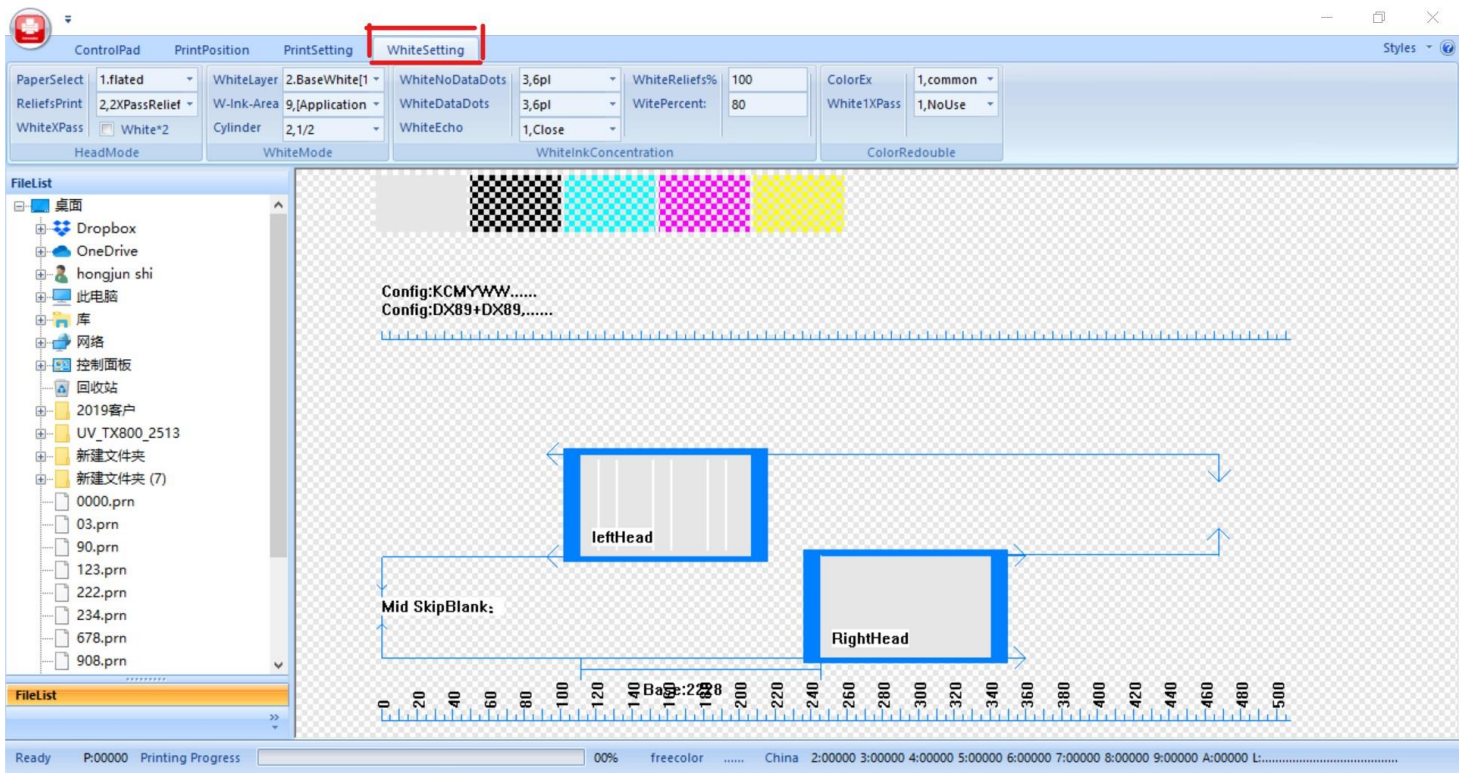 ControlPad PrintPosition PrintSetting WhiteSetting Styles
PaperSelect 1.flated WhiteLayer 2.BaseWhite[1 WhiteNoDataDots 3,6pl WhiteReliefs% 100 ColorEx 1,common
ReliefsPrint 2,2XPassRelief W-Ink-Area 9,[Application WhiteDataDots 3,6pl WitePercent: 80 White1XPass 1,NoUse
WhiteXPass White*2 Cylinder 2,1/2 WhiteEcho 1,Close
HeadMode WhiteMode WhiteInkConcentration ColorRedouble
FileList
桌面
Dropbox
OneDrive
hongjun shi
此电脑
库
网络
控制面板
回收站
2019客户
UV_TX800_2513
新建文件夹
新建文件夹 (7)
0000.prn
03.prn
90.prn
123.prn
222.prn
234.prn
678.prn
908.prn
FileList
Config:KCMYWW......
Config:DX89+DX89,......
leftHead
Mid SkipBlank:
RightHead
Base:2228
0 20 40 60 80 100 120 140 160 180 200 220 240 260 280 300 320 340 360 380 400 420 440 460 480 500
Ready P:00000 Printing Progress 00% freecolor ...... China 2:00000 3:00000 4:00000 5:00000 6:00000 7:00000 8:00000 9:00000 A:00000 L:........................................